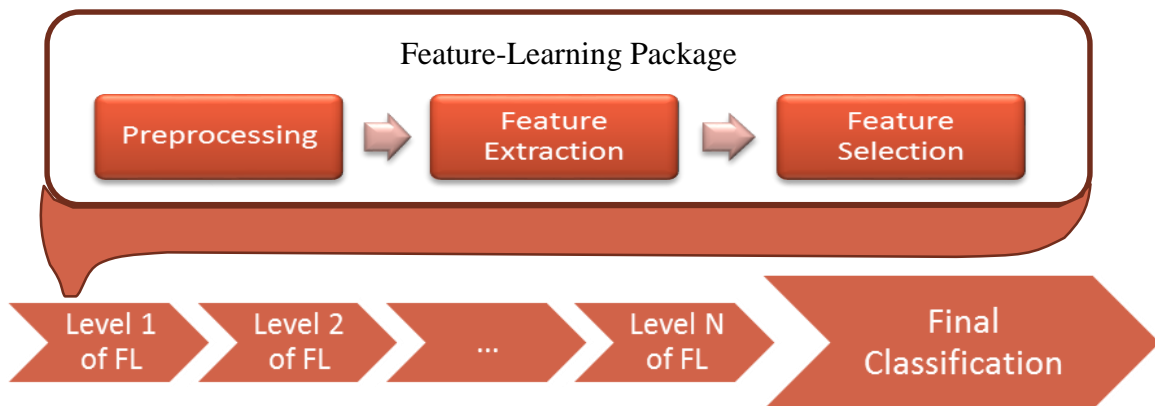 Feature-Learning Package
Preprocessing
Feature
Extraction
Feature
Selection
Level 1
of FL
Level 2
of FL
...
Level N
of FL
Final
Classification